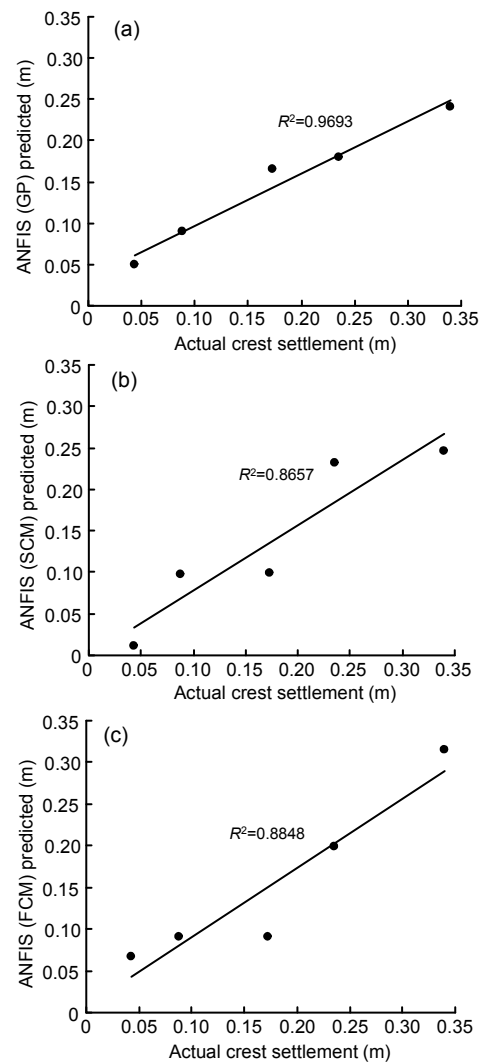 (a)
0.35
0.30
0.25
0.20
0.15
0.10
0.05
0
ANFIS (GP) predicted (m)
R²=0.9693
0 0.05 0.10 0.15 0.20 0.25 0.30 0.35
Actual crest settlement (m)
(b)
0.35
0.30
0.25
0.20
0.15
0.10
0.05
0
ANFIS (SCM) predicted (m)
R²=0.8657
0 0.05 0.10 0.15 0.20 0.25 0.30 0.35
Actual crest settlement (m)
(c)
0.35
0.30
0.25
0.20
0.15
0.10
0.05
0
ANFIS (FCM) predicted (m)
R²=0.8848
0 0.05 0.10 0.15 0.20 0.25 0.30 0.35
Actual crest settlement (m)